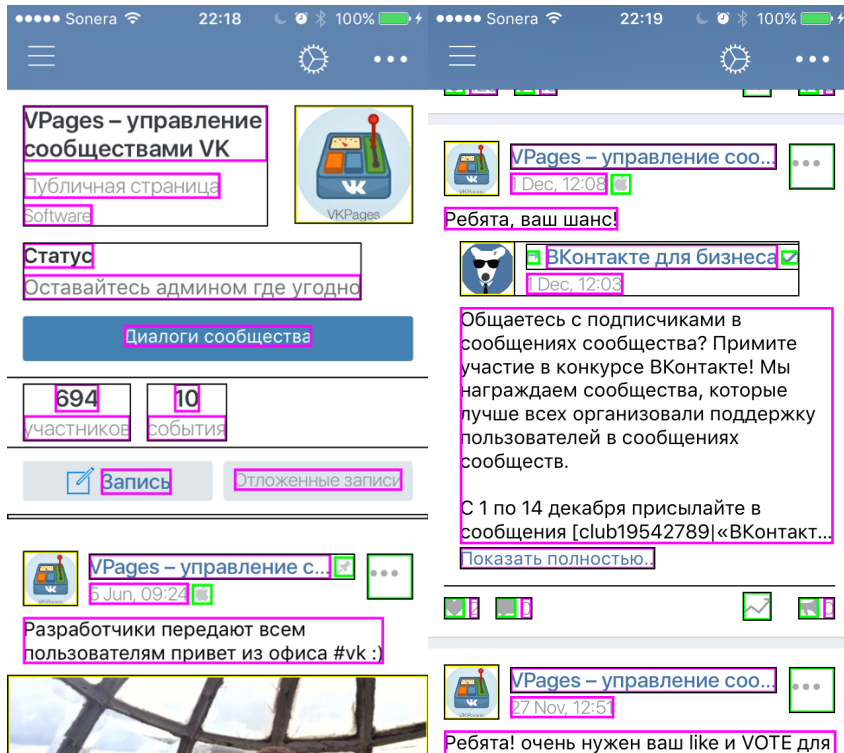 Sonera 22:18 100%
VPages – управление
сообществами VK
Публичная страница
Software
VKPages
Статус
Оставайтесь админом где угодно
Диалоги сообщества
694 10
участников события
Запись Отложенные записи
VPages – управление с...
5 Jun, 09:24
Разработчики передают всем
пользователям привет из офиса #vk :)
Sonera 22:19 100%
VPages – управление соо...
1 Dec, 12:08
Ребята, ваш шанс!
ВКонтакте для бизнеса
1 Dec, 12:03
Общаетесь с подписчиками в
сообщениях сообщества? Примите
участие в конкурсе ВКонтакте! Мы
награждаем сообщества, которые
лучше всех организовали поддержку
пользователей в сообщениях
сообществ.
С 1 по 14 декабря присылайте в
сообщения [club19542789|«ВКонтакт...
Показать полностью..
2 0 0
VPages – управление соо...
27 Nov, 12:51
Ребята! очень нужен ваш like и VOTE для